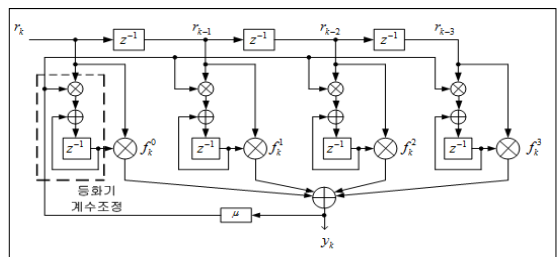 r_k r_{k-1} r_{k-2} r_{k-3}
z^{-1} z^{-1} z^{-1}
z^{-1} f_k^0 z^{-1} f_k^1 z^{-1} f_k^2 z^{-1} f_k^3
등화기
계수조정
μ
y_k